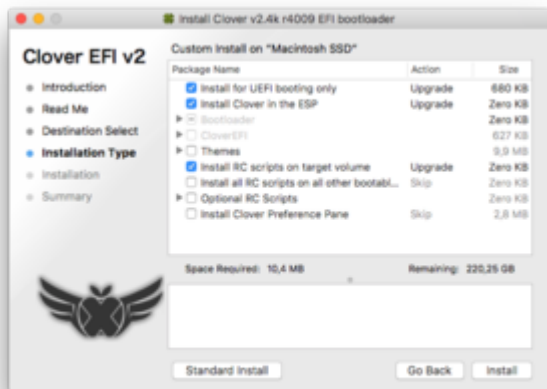 Install Clover v2.4k r4009 EFI bootloader
Clover EFI v2
Custom Install on "Macintosh SSD"
Package Name Action Size
Install for UEFI booting only Upgrade 680 KB
Install Clover in the ESP Upgrade Zero KB
Bootloader Zero KB
CloverEFI 627 KB
Themes 9,9 MB
Install RC scripts on target volume Upgrade Zero KB
Install all RC scripts on all other bootabl... Skip Zero KB
Optional RC Scripts Zero KB
Install Clover Preference Pane Skip 2,8 MB
Introduction
Read Me
Destination Select
Installation Type
Installation
Summary
Space Required: 10,4 MB Remaining: 220,25 GB
Standard Install Go Back Install